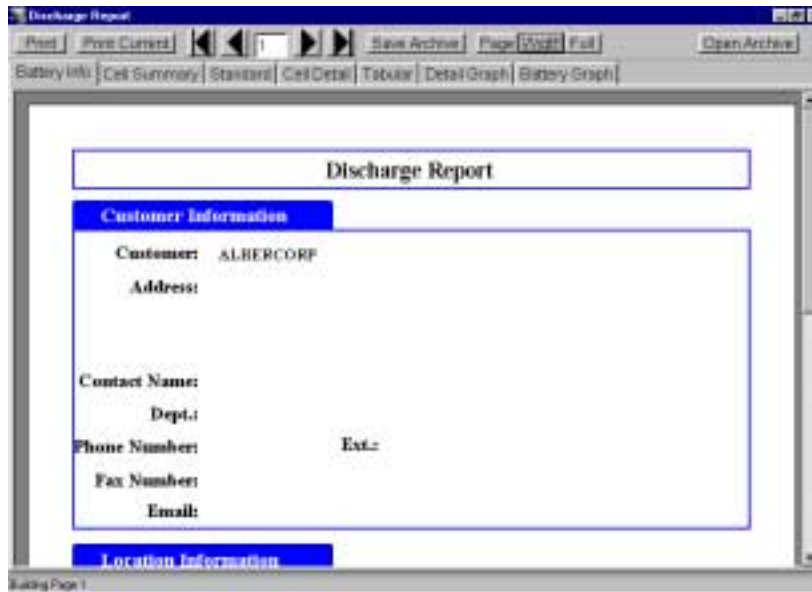 Discharge Report
Print Print Current 1 Save Archive Page Width Full Open Archive
Battery Info Cell Summary Standard Cell Detail Tabular Detail Graph Battery Graph
Discharge Report
Customer Information
Customer: ALBERCORP
Address:
Contact Name:
Dept.:
Phone Number: Ext.:
Fax Number:
Email:
Location Information
Building Page 1